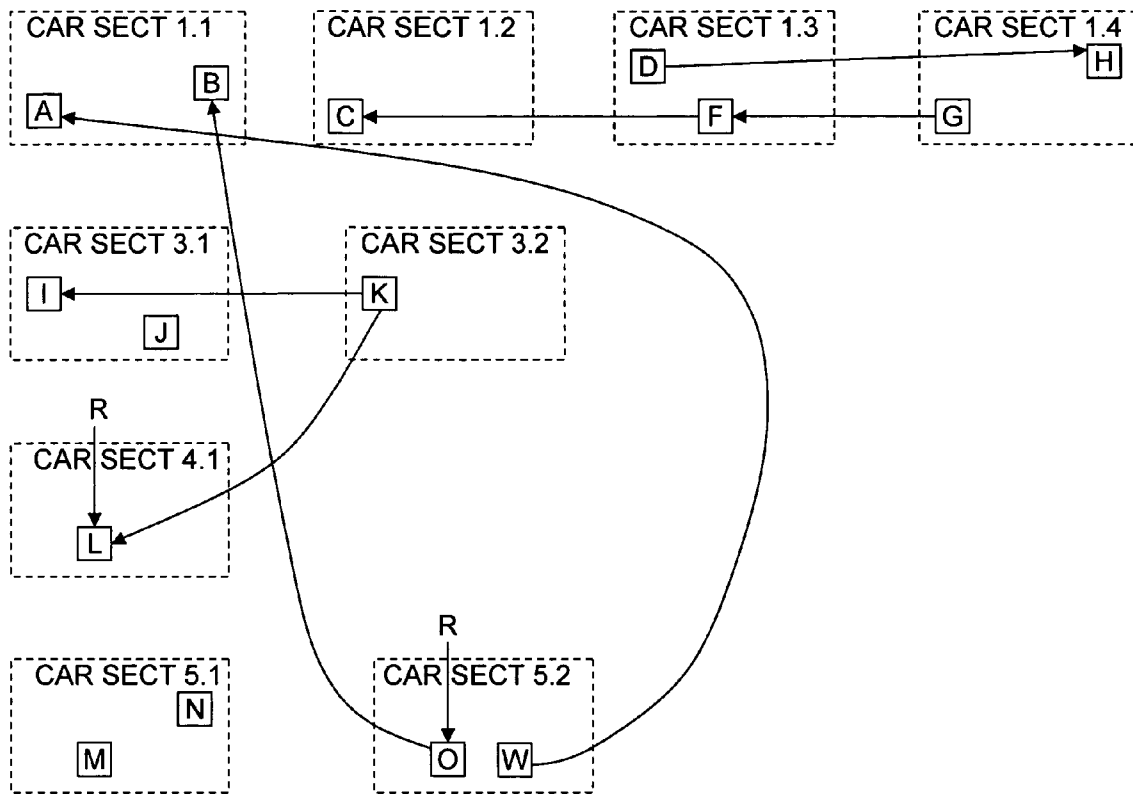 CAR SECT 1.1
CAR SECT 1.2
CAR SECT 1.3
CAR SECT 1.4
A
B
C
D
F
G
H
CAR SECT 3.1
CAR SECT 3.2
I
J
K
R
CAR SECT 4.1
L
R
CAR SECT 5.1
CAR SECT 5.2
N
M
O
W